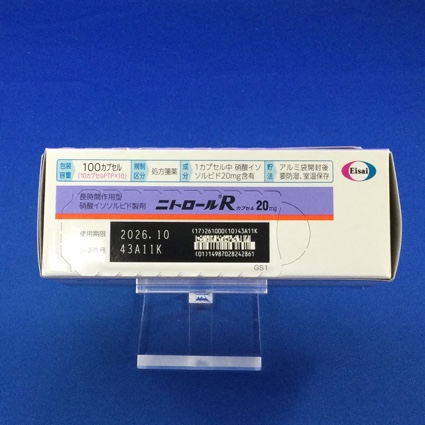 包装容量 100カプセル (10カプセルPTP×10) 規制区分 処方箋薬 成分 1カプセル中 硝酸イソソルビド20mg含有 貯法 アルミ袋開封後要防湿、室温保存
Eisai
長時間作用型
硝酸イソソルビド製剤
ニトロールRカプセル 20mg
使用期限 2026.10
43A11K
(17)261000(10)43A11K
(01)14987028242861
GS1